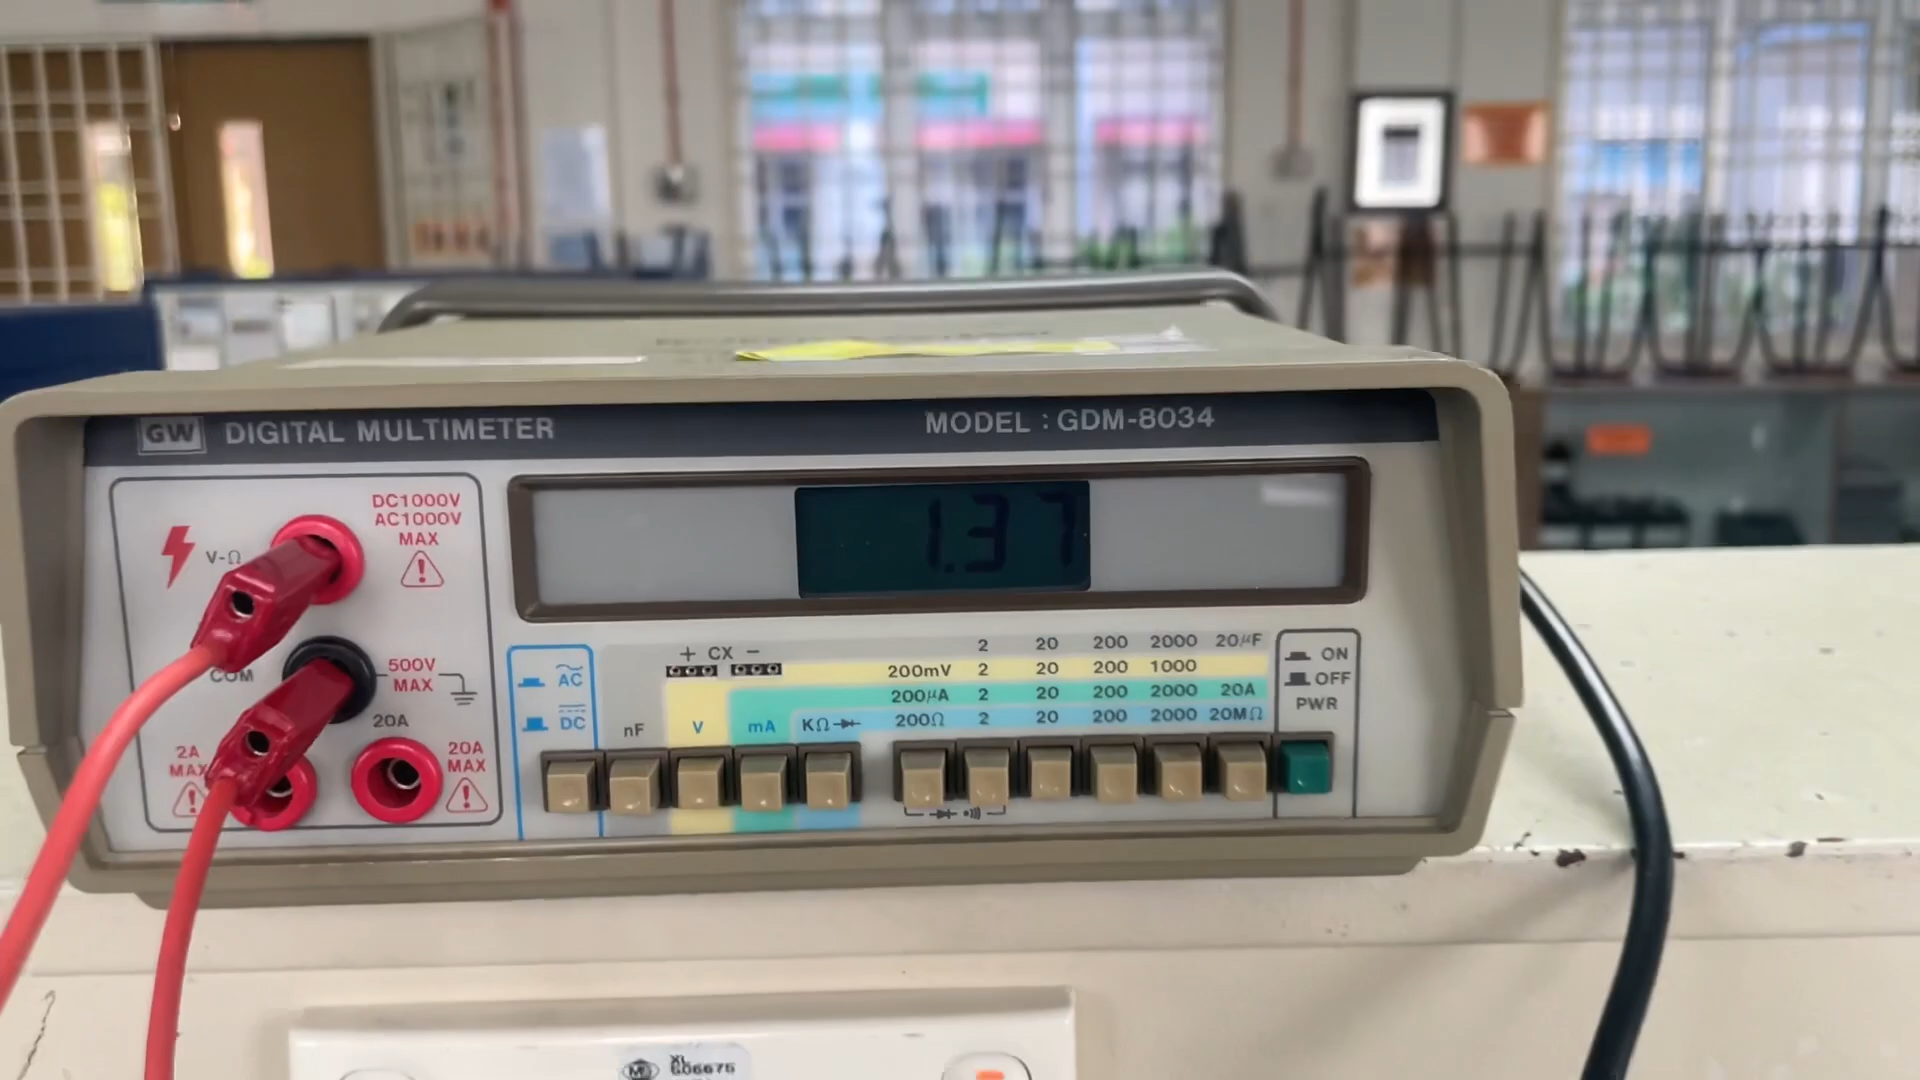 GW DIGITAL MULTIMETER MODEL : GDM-8034
DC1000V
AC1000V
MAX
V-Ω
1.37
COM
500V
MAX
20A
2A
MAX
20A
MAX
AC
DC
+ CX −
nF
V
mA
KΩ
2 20 200 2000 20μF
200mV 2 20 200 1000
200μA 2 20 200 2000 20A
200Ω 2 20 200 2000 20MΩ
ON
OFF
PWR